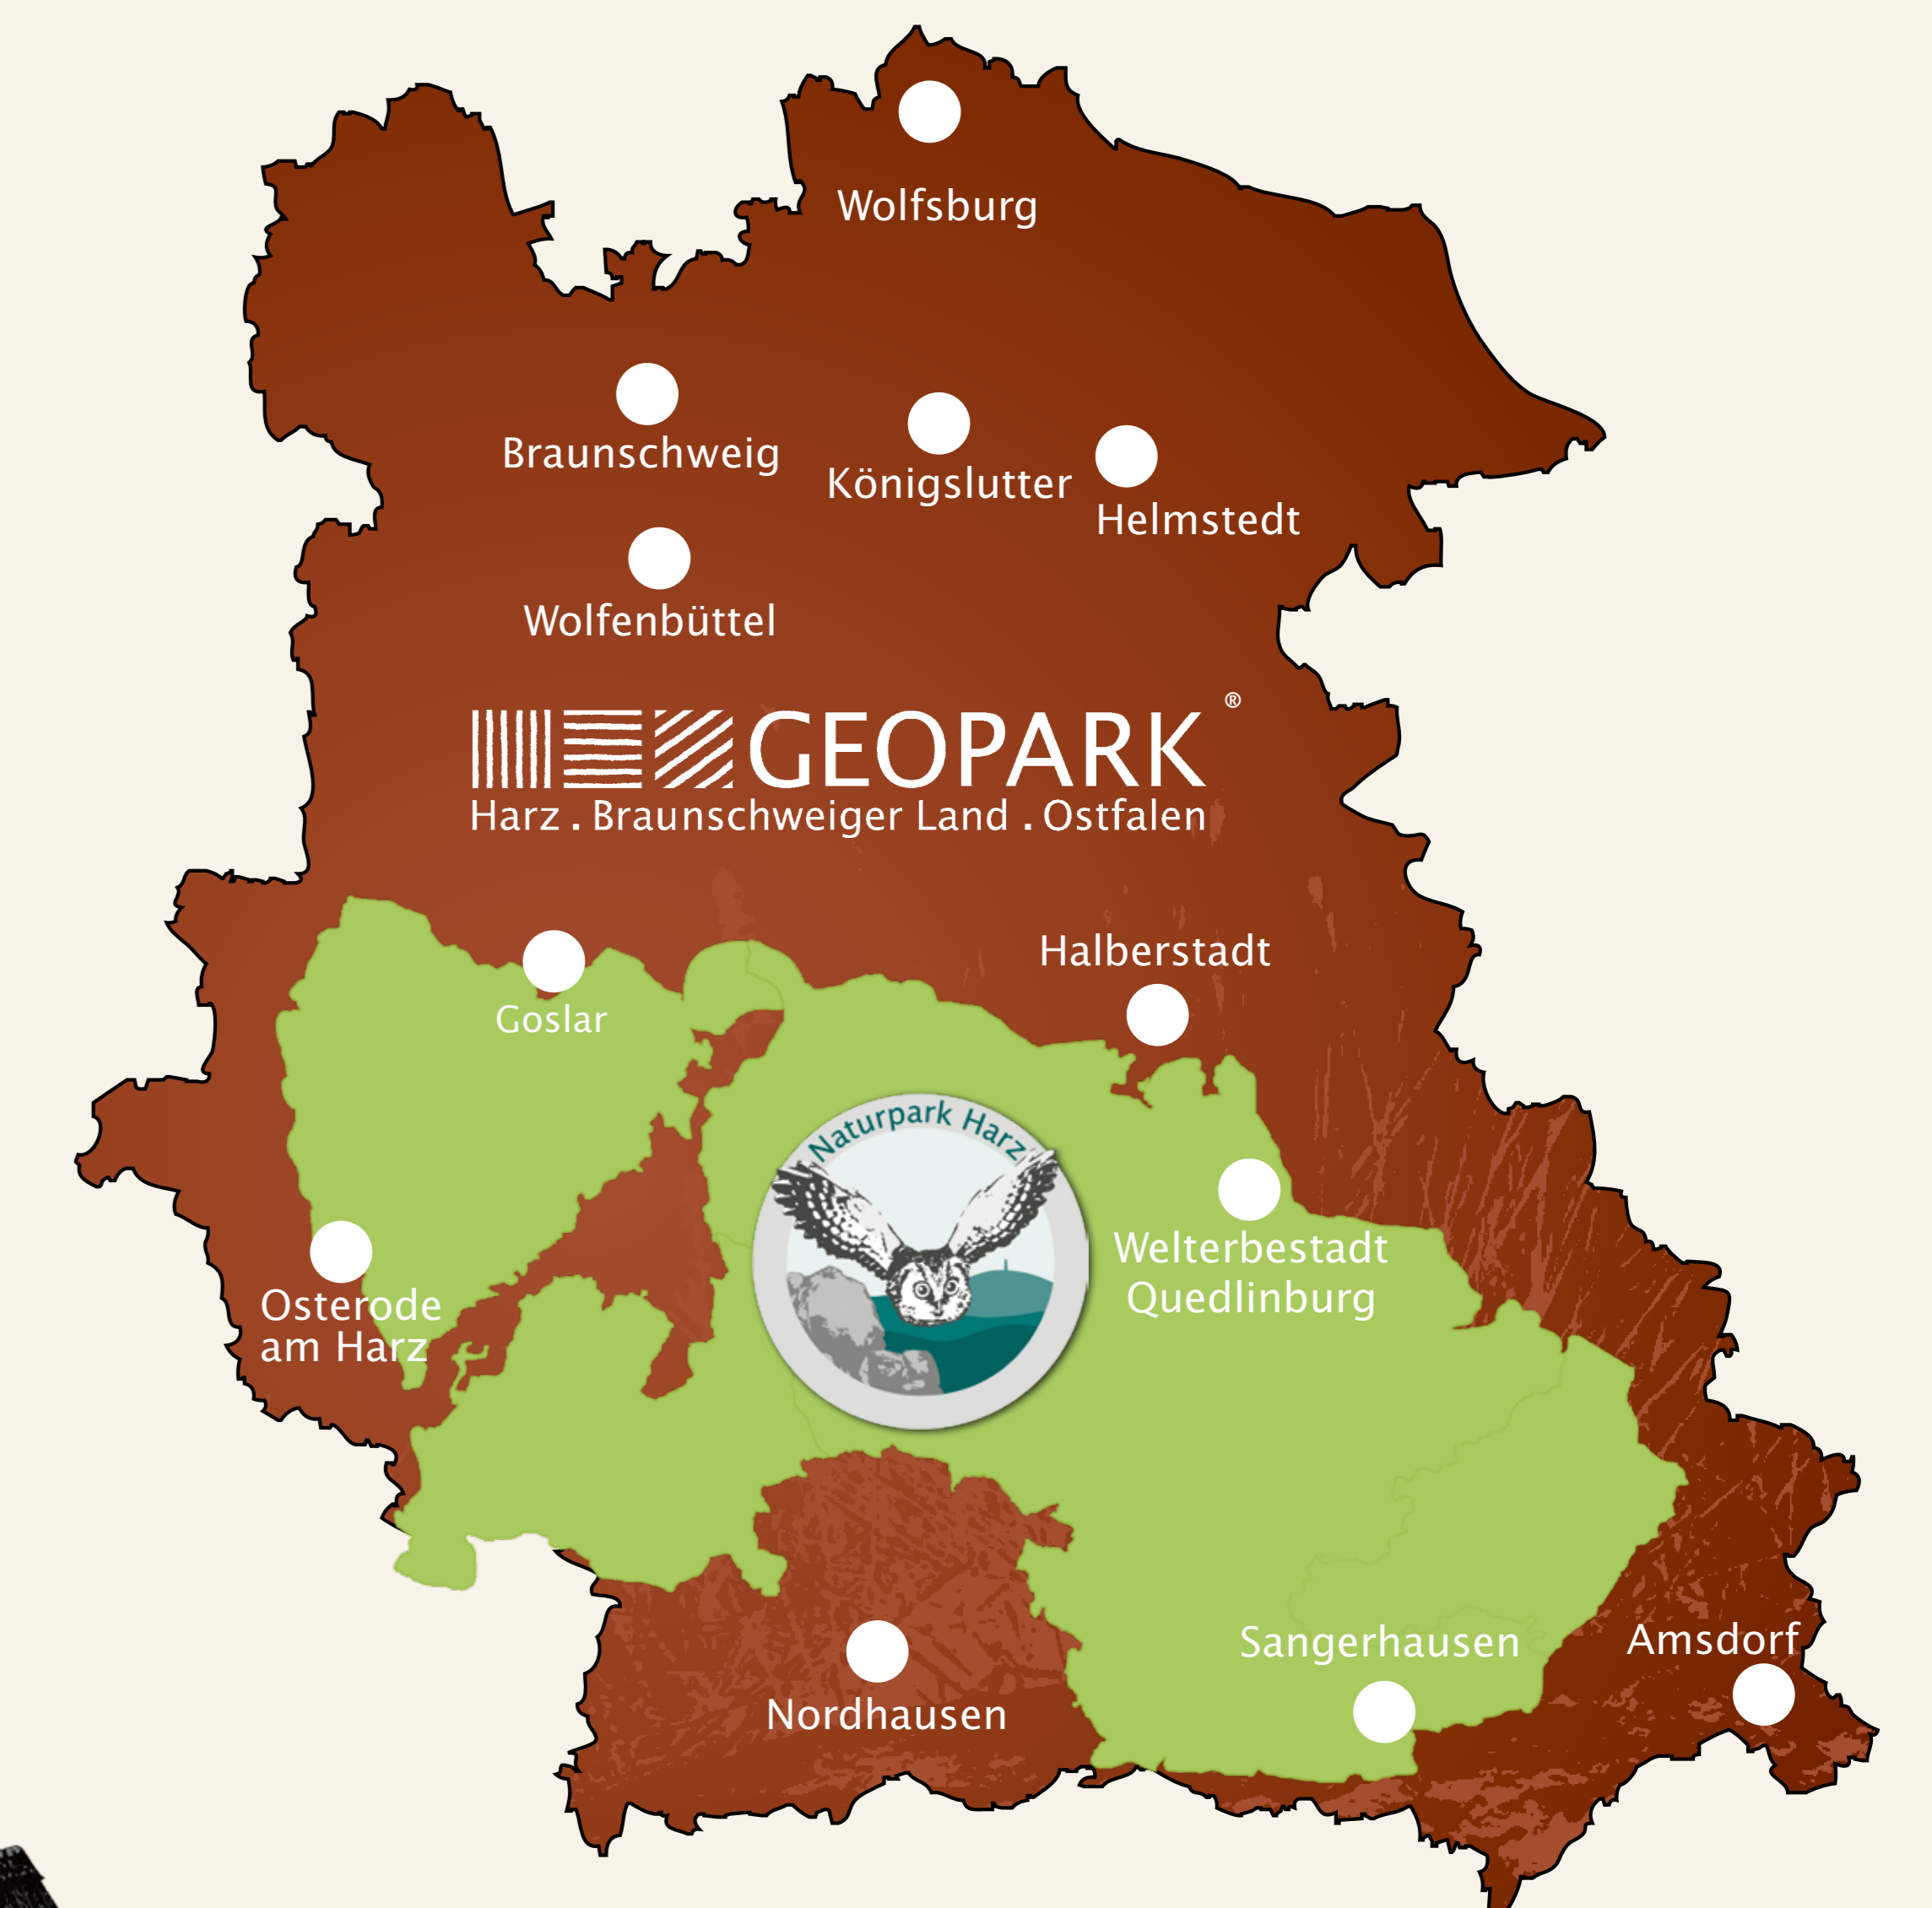 Wolfsburg
Braunschweig
Königslutter
Helmstedt
Wolfenbüttel
GEOPARK ®
Harz . Braunschweiger Land . Ostfalen
Halberstadt
Goslar
Naturpark Harz
Welterbestadt
Quedlinburg
Osterode
am Harz
Sangerhausen
Amsdorf
Nordhausen